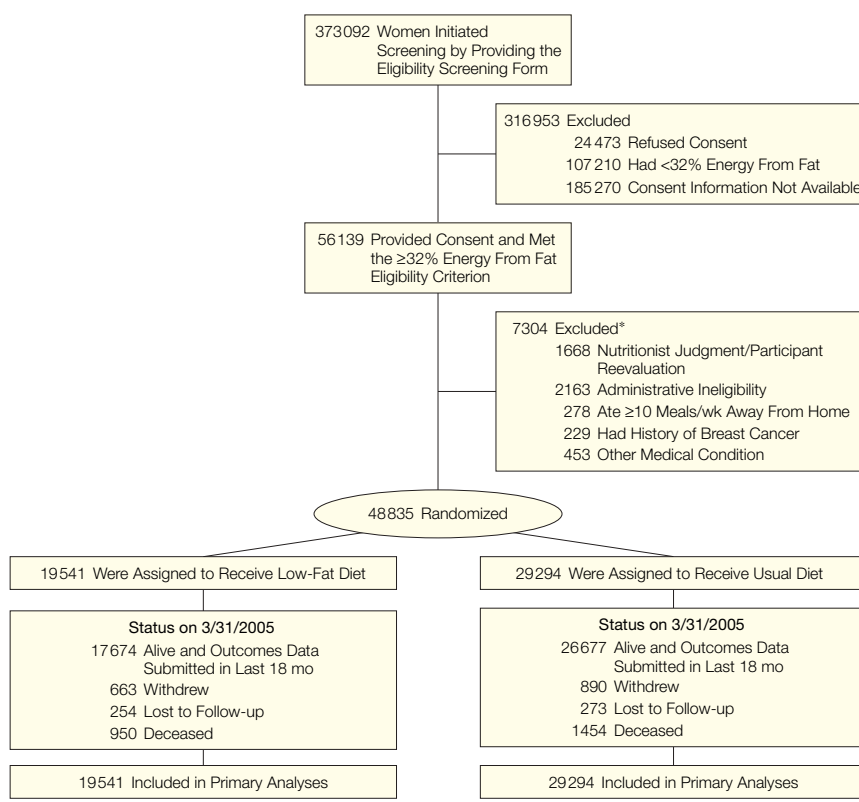 373092 Women Initiated
Screening by Providing the
Eligibility Screening Form
316953 Excluded
24473 Refused Consent
107210 Had <32% Energy From Fat
185270 Consent Information Not Available
56139 Provided Consent and Met
the ≥32% Energy From Fat
Eligibility Criterion
7304 Excluded*
1668 Nutritionist Judgment/Participant
Reevaluation
2163 Administrative Ineligibility
278 Ate ≥10 Meals/wk Away From Home
229 Had History of Breast Cancer
453 Other Medical Condition
48835 Randomized
19541 Were Assigned to Receive Low-Fat Diet
Status on 3/31/2005
17674 Alive and Outcomes Data
Submitted in Last 18 mo
663 Withdrew
254 Lost to Follow-up
950 Deceased
19541 Included in Primary Analyses
29294 Were Assigned to Receive Usual Diet
Status on 3/31/2005
26677 Alive and Outcomes Data
Submitted in Last 18 mo
890 Withdrew
273 Lost to Follow-up
1454 Deceased
29294 Included in Primary Analyses